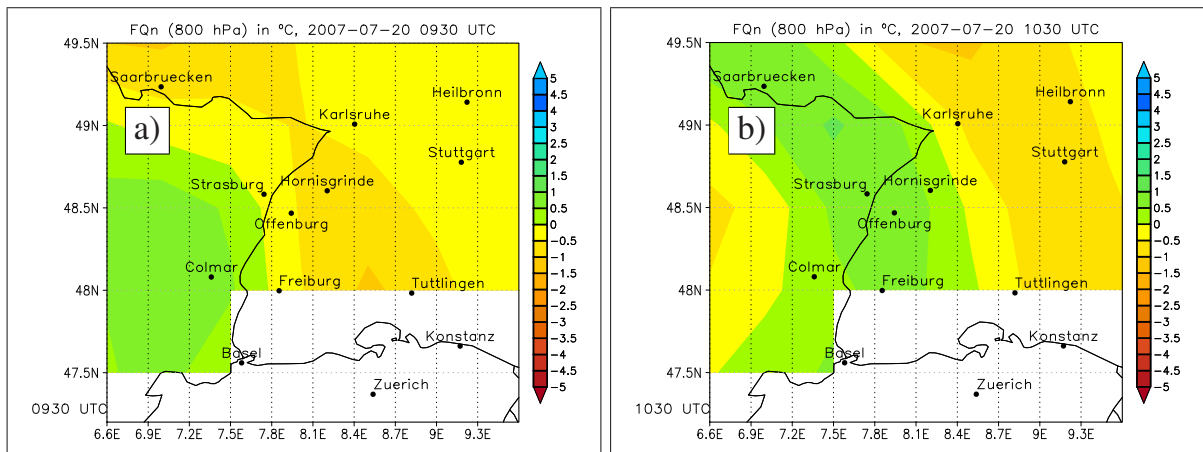 FQn (800 hPa) in ºC, 2007-07-20 0930 UTC
49.5N
49N
48.5N
48N
47.5N
a)
Saarbruecken
Heilbronn
Karlsruhe
Stuttgart
Strasburg
Hornisgrinde
Offenburg
Colmar
Freiburg
Tuttlingen
Konstanz
Basel
Zuerich
0930 UTC
6.6E 6.9E 7.2E 7.5E 7.8E 8.1E 8.4E 8.7E 9E 9.3E
5
4.5
4
3
2.5
2
1.5
1
0.5
0
-0.5
-1
-1.5
-2
-2.5
-3
-3.5
-4
-4.5
-5
FQn (800 hPa) in ºC, 2007-07-20 1030 UTC
49.5N
49N
48.5N
48N
47.5N
b)
Saarbruecken
Heilbronn
Karlsruhe
Stuttgart
Strasburg
Hornisgrinde
Offenburg
Colmar
Freiburg
Tuttlingen
Konstanz
Basel
Zuerich
1030 UTC
6.6E 6.9E 7.2E 7.5E 7.8E 8.1E 8.4E 8.7E 9E 9.3E
5
4.5
4
3
2.5
2
1.5
1
0.5
0
-0.5
-1
-1.5
-2
-2.5
-3
-3.5
-4
-4.5
-5